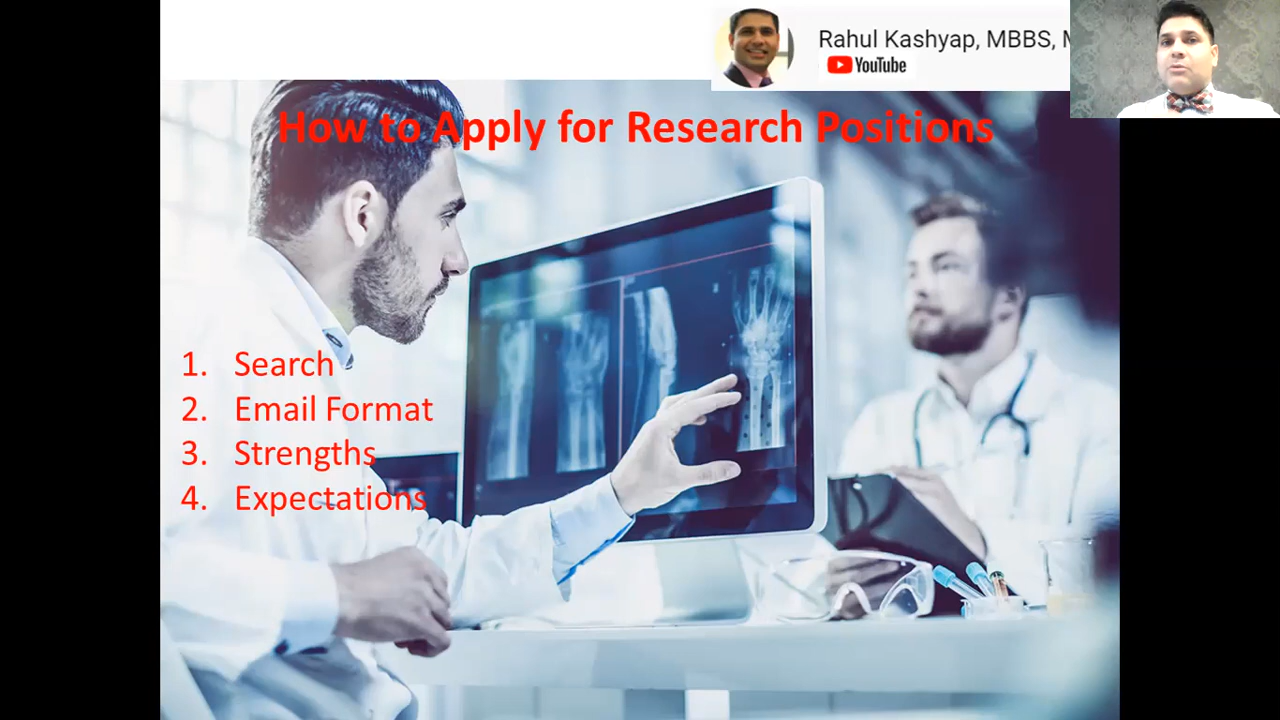 Rahul Kashyap, MBBS,
YouTube
How to Apply for Research Positions
1. Search
2. Email Format
3. Strengths
4. Expectations